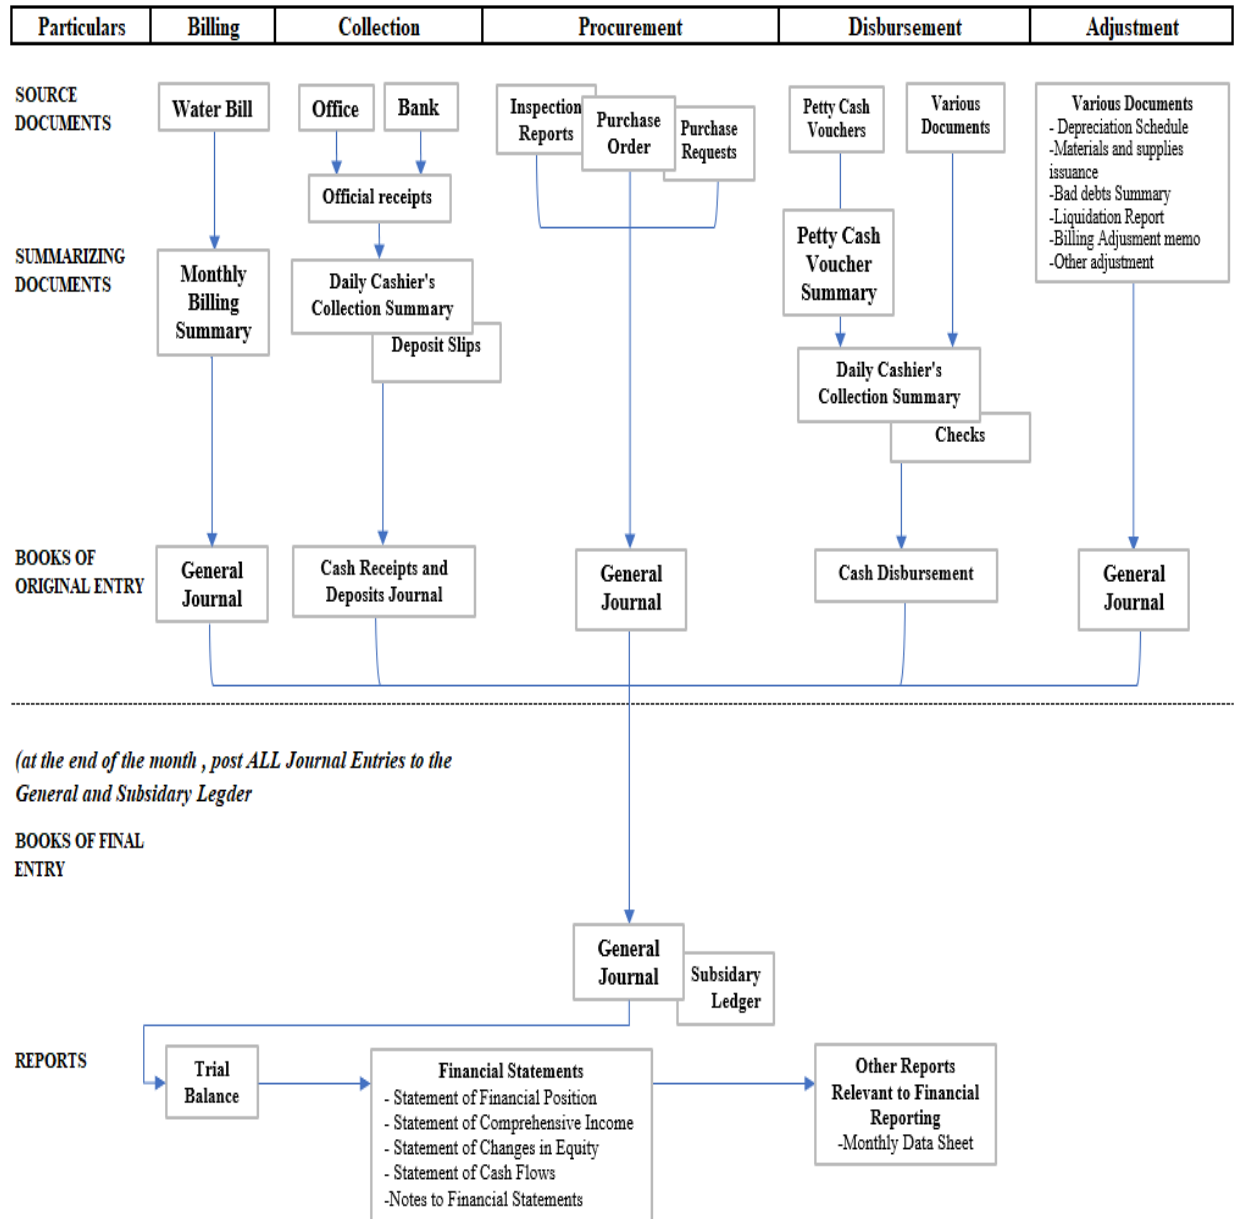 Particulars
Billing
Collection
Procurement
Disbursement
Adjustment
SOURCE
DOCUMENTS
Water Bill
Office
Bank
Official receipts
Inspection
Reports
Purchase
Order
Purchase
Requests
Petty Cash
Vouchers
Various
Documents
Various Documents
- Depreciation Schedule
-Materials and supplies
issuance
-Bad debts Summary
-Liquidation Report
-Billing Adjusment memo
-Other adjustment
SUMMARIZING
DOCUMENTS
Monthly
Billing
Summary
Daily Cashier's
Collection Summary
Deposit Slips
Petty Cash
Voucher
Summary
Daily Cashier's
Collection Summary
Checks
BOOKS OF
ORIGINAL ENTRY
General
Journal
Cash Receipts and
Deposits Journal
General
Journal
Cash Disbursement
General
Journal
(at the end of the month , post ALL Journal Entries to the
General and Subsidary Legder
BOOKS OF FINAL
ENTRY
General
Journal
Subsidary
Ledger
REPORTS
Trial
Balance
Financial Statements
- Statement of Financial Position
- Statement of Comprehensive Income
- Statement of Changes in Equity
- Statement of Cash Flows
-Notes to Financial Statements
Other Reports
Relevant to Financial
Reporting
-Monthly Data Sheet